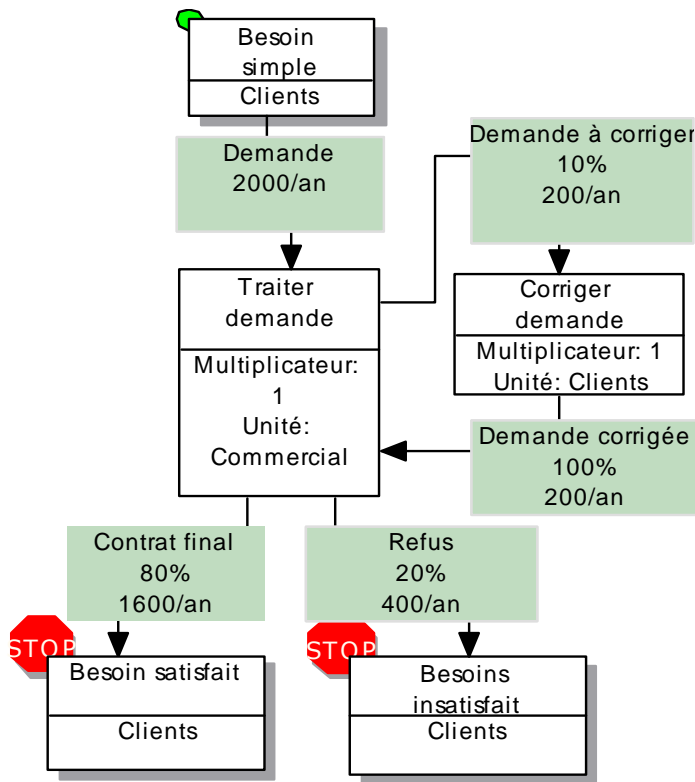 Besoin
simple
Clients
Demande
2000/an
Demande à corriger
10%
200/an
Traiter
demande
Multiplicateur:
1
Unité:
Commercial
Corriger
demande
Multiplicateur: 1
Unité: Clients
Demande corrigée
100%
200/an
Contrat final
80%
1600/an
Refus
20%
400/an
STOP
Besoin satisfait
Clients
STOP
Besoins
insatisfait
Clients